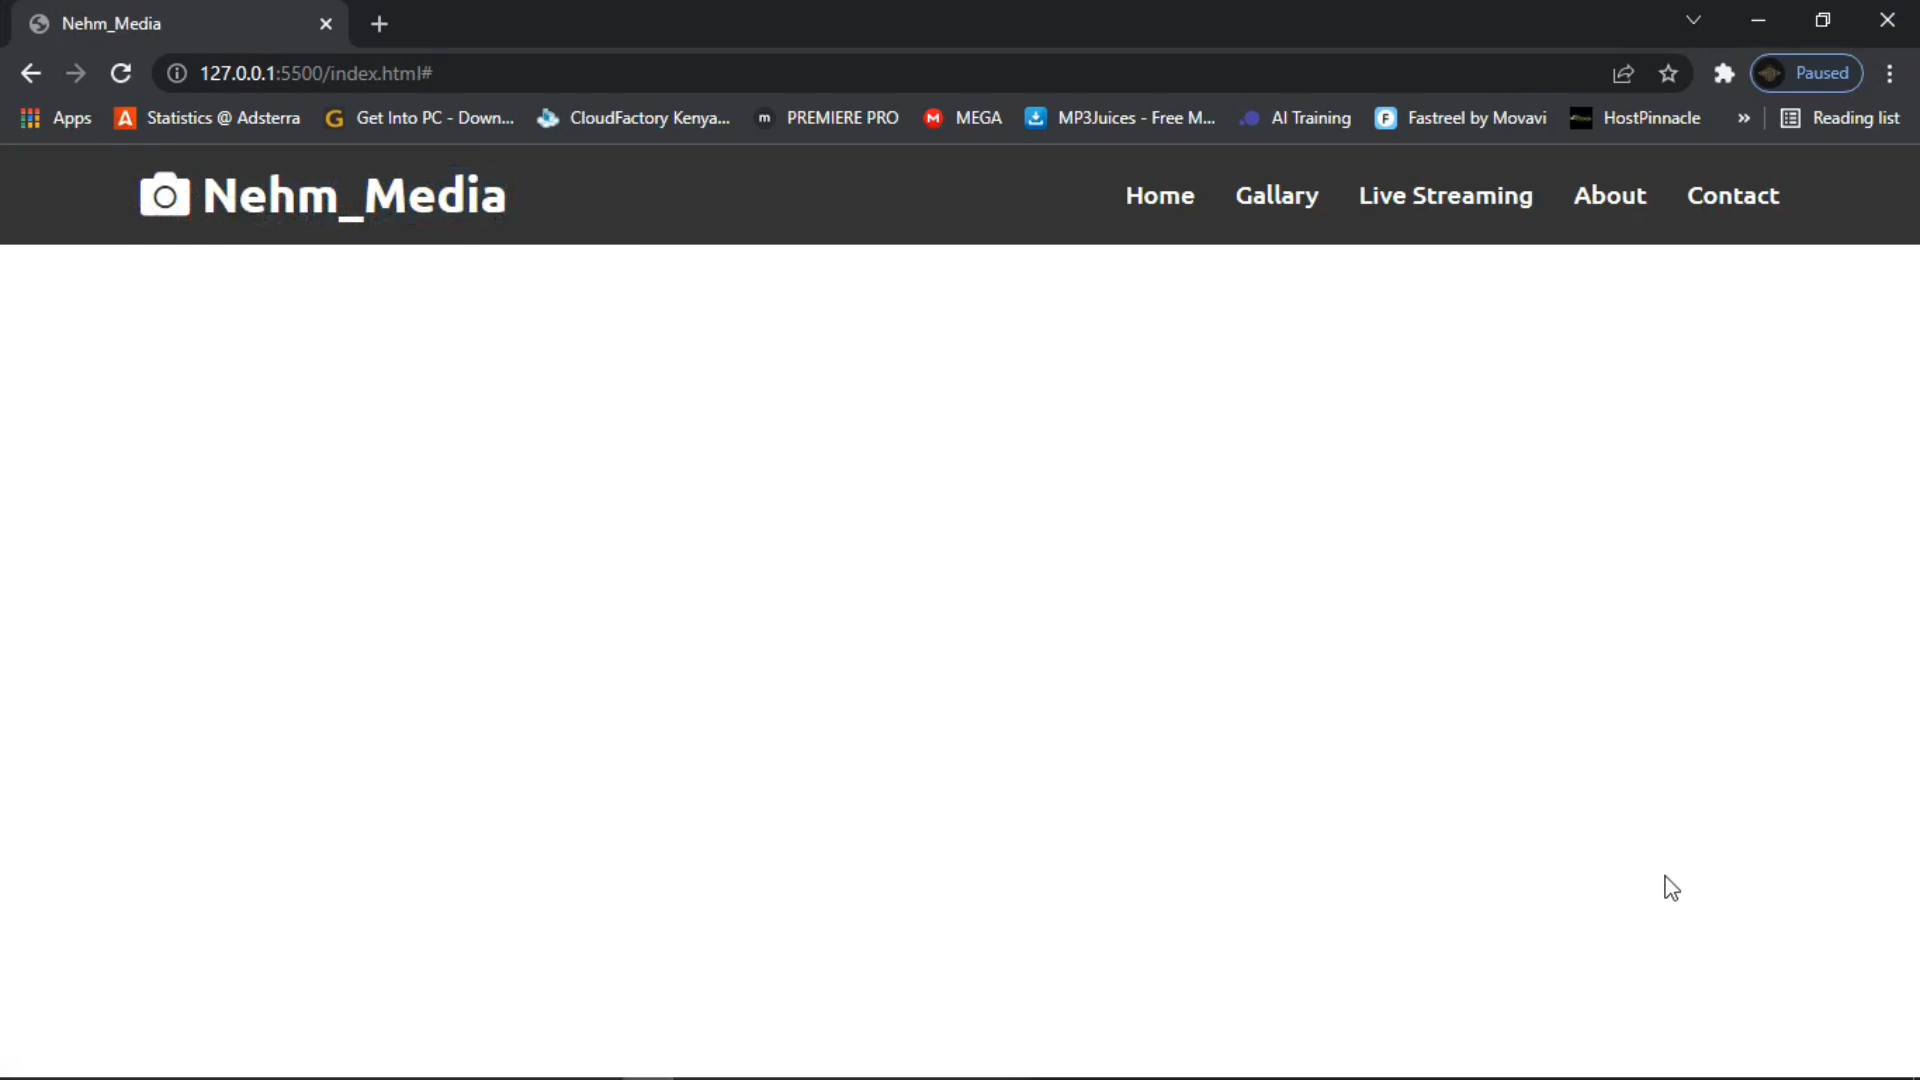 Nehm_Media
127.0.0.1:5500/index.html#
Paused
Apps
Statistics @ Adsterra
Get Into PC - Down...
CloudFactory Kenya...
PREMIERE PRO
MEGA
MP3Juices - Free M...
AI Training
Fastreel by Movavi
HostPinnacle
»
Reading list
Nehm_Media
Home Gallary Live Streaming About Contact